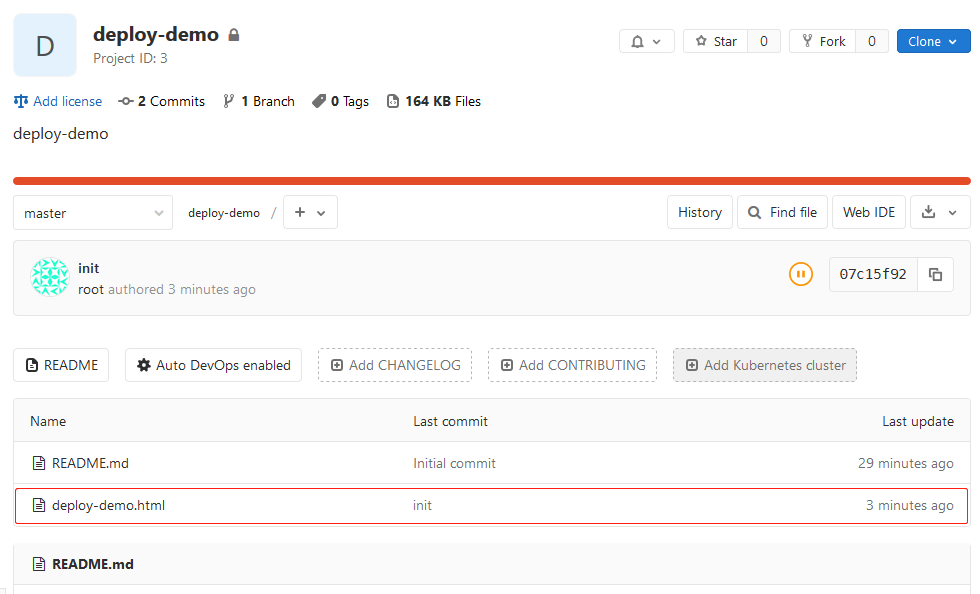 D
deploy-demo
Project ID: 3
Star 0 Fork 0 Clone
Add license 2 Commits 1 Branch 0 Tags 164 KB Files
deploy-demo
master deploy-demo / + History Find file Web IDE
init
root authored 3 minutes ago
07c15f92
README Auto DevOps enabled Add CHANGELOG Add CONTRIBUTING Add Kubernetes cluster
Name Last commit Last update
README.md Initial commit 29 minutes ago
deploy-demo.html init 3 minutes ago
README.md